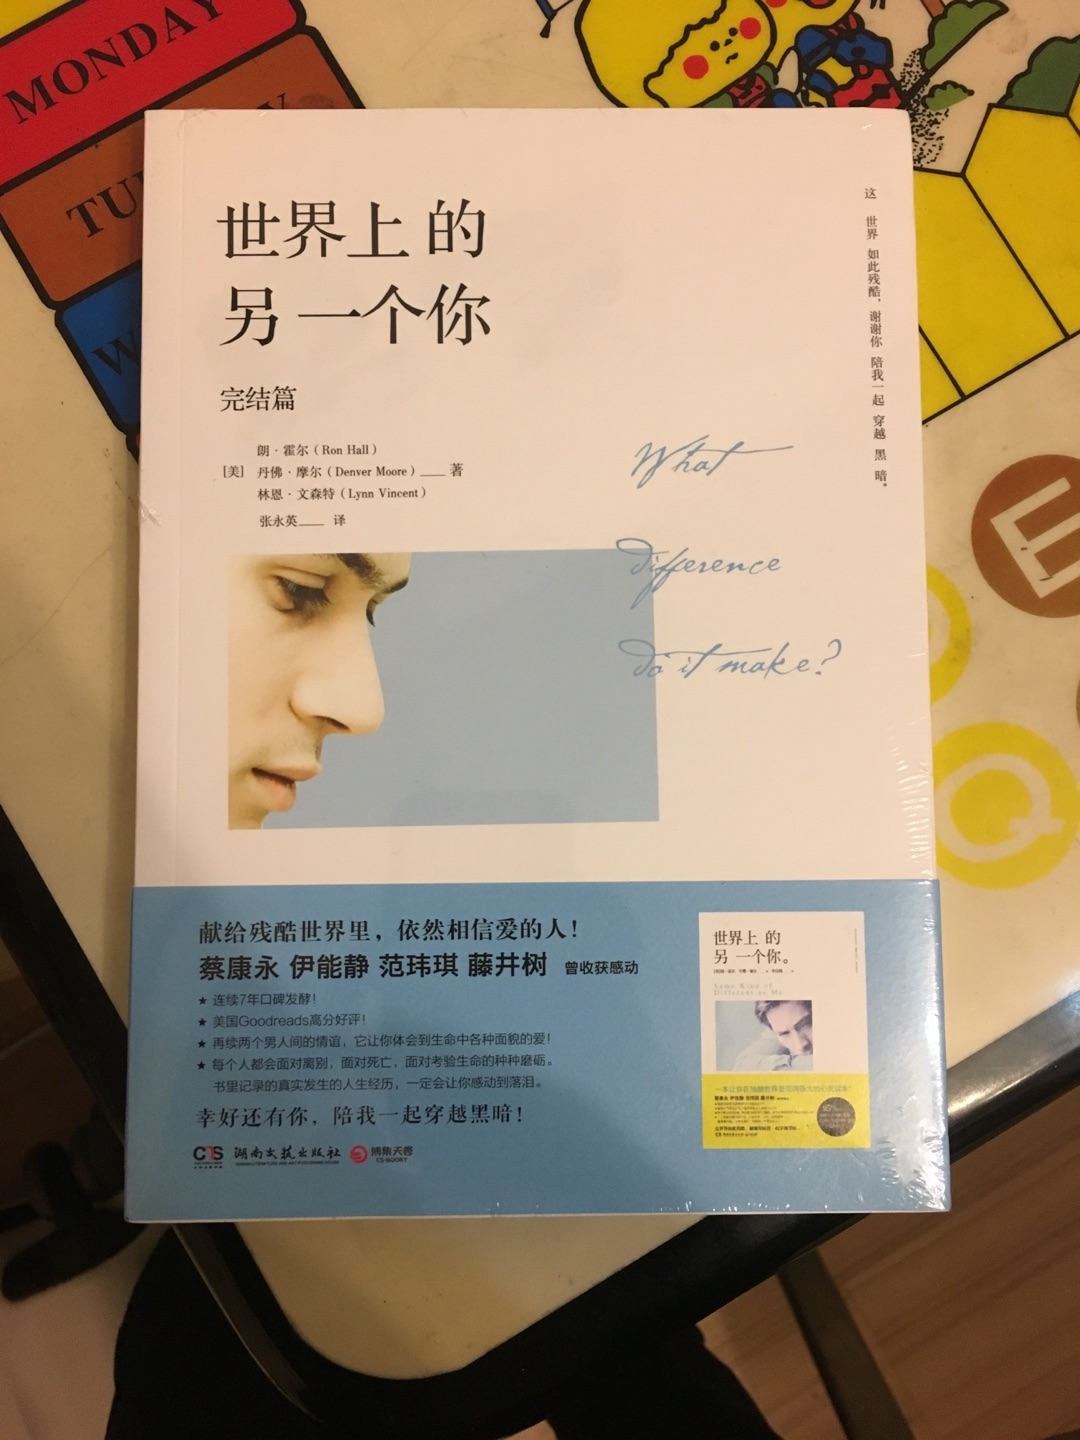 MONDAY
世界上的
另一个你
完结篇
朗·霍尔（Ron Hall）
[美] 丹佛·摩尔（Denver Moore）____著
林恩·文森特（Lynn Vincent）
张永英____ 译
这 世界 如此残酷，谢谢你 陪我一起 穿越 黑 暗。
What
difference
do it make?
E
Q
献给残酷世界里，依然相信爱的人！
蔡康永 伊能静 范玮琪 藤井树 曾收获感动
★ 连续7年口碑发酵！
★ 美国Goodreads高分好评！
★ 再续两个男人间的情谊，它让你体会到生命中各种面貌的爱！
★ 每个人都会面对离别，面对死亡，面对考验生命的种种磨砺。
书里记录的真实发生的人生经历，一定会让你感动到落泪。
幸好还有你，陪我一起穿越黑暗！
湖南文艺出版社
博集天卷
CS-BOOKY
世界上 的
另 一个你。
Same Kind of
Different as Me